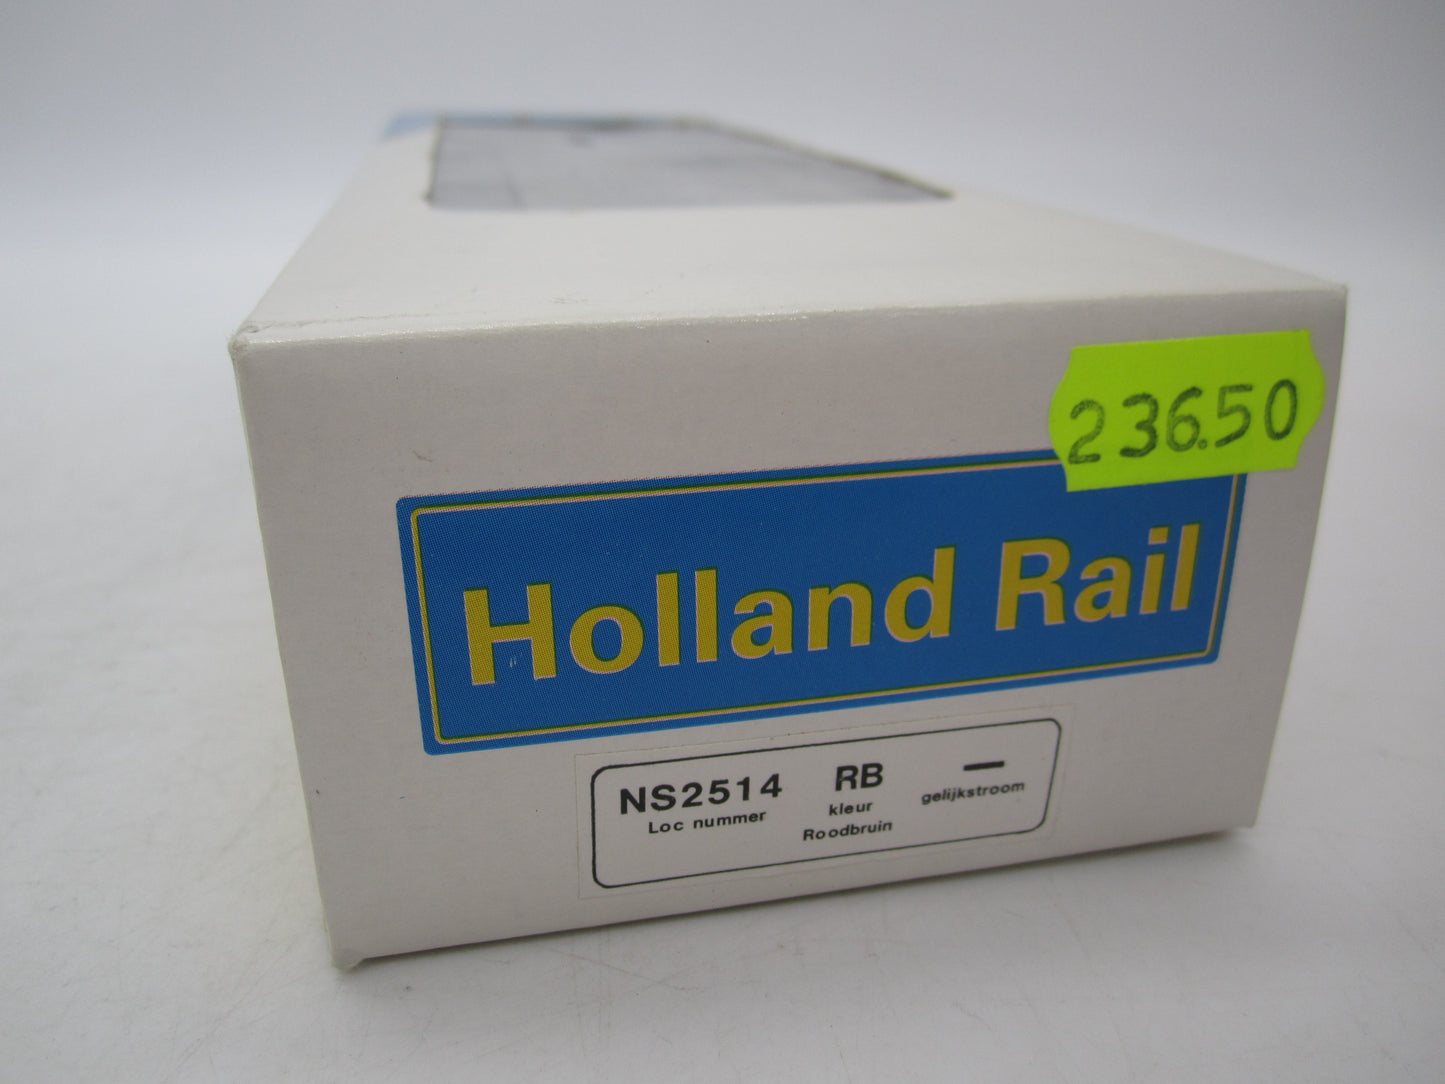 236.50
Holland Rail
NS2514 RB —
Loc nummer kleur gelijkstroom
Roodbruin